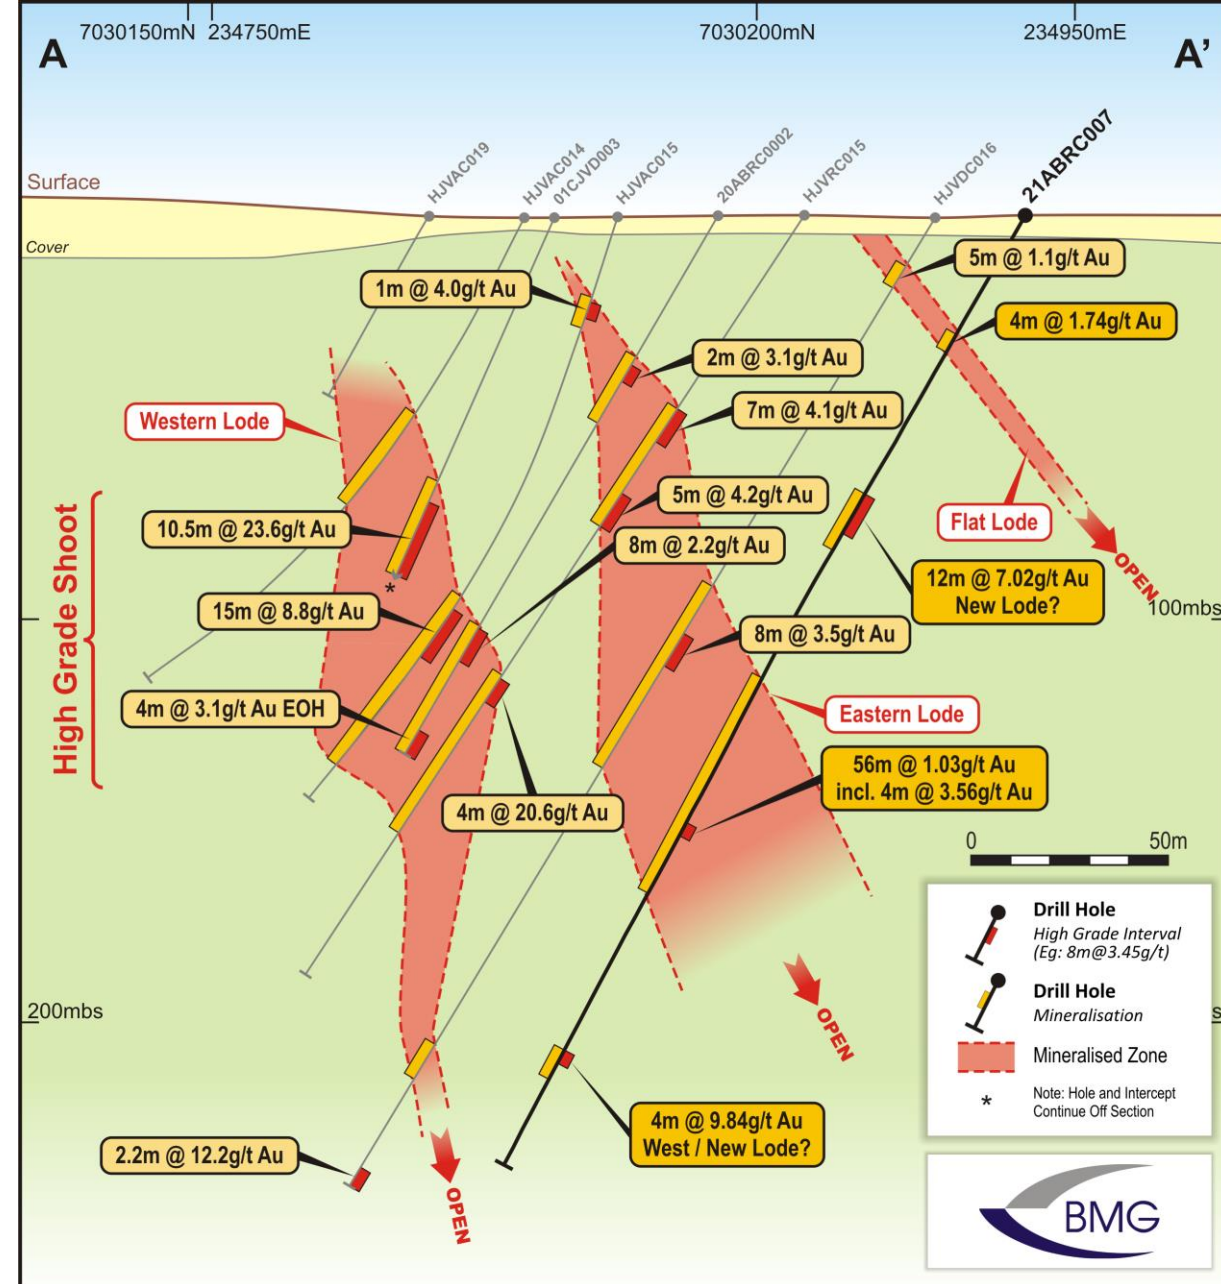 7030150mN
234750mE
7030200mN
234950mE
A
A'
HJVAC019
HJVAC014
01CJVD003
HJVAC015
20ABRC0002
HJVRC015
HJVDC016
21ABRC007
Surface
Cover
5m @ 1.1g/t Au
1m @ 4.0g/t Au
4m @ 1.74g/t Au
2m @ 3.1g/t Au
7m @ 4.1g/t Au
Western Lode
5m @ 4.2g/t Au
Flat Lode
10.5m @ 23.6g/t Au
8m @ 2.2g/t Au
OPEN
12m @ 7.02g/t Au
New Lode?
100mbs
High Grade Shoot
*
15m @ 8.8g/t Au
8m @ 3.5g/t Au
4m @ 3.1g/t Au EOH
Eastern Lode
56m @ 1.03g/t Au
incl. 4m @ 3.56g/t Au
4m @ 20.6g/t Au
0
50m
Drill Hole
High Grade Interval
(Eg: 8m@3.45g/t)
Drill Hole
Mineralisation
Mineralised Zone
*
Note: Hole and Intercept
Continue Off Section
200mbs
s
OPEN
4m @ 9.84g/t Au
West / New Lode?
2.2m @ 12.2g/t Au
OPEN
BMG